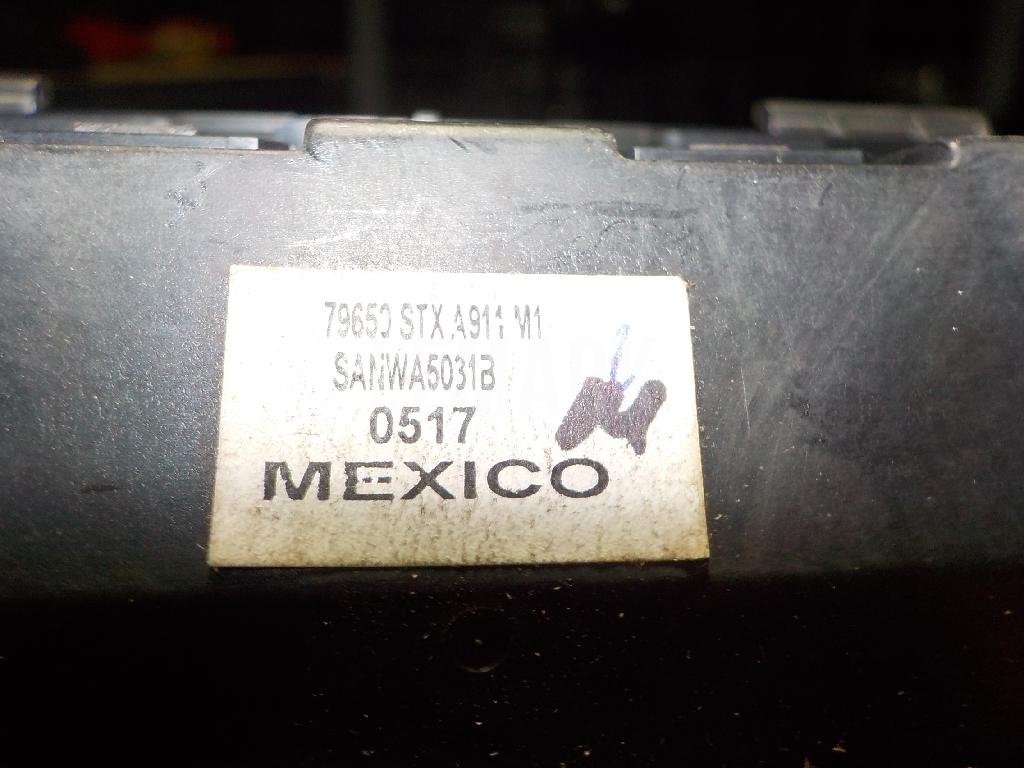 79650 STX A911 M1
SANWA5031B
0517
MEXICO